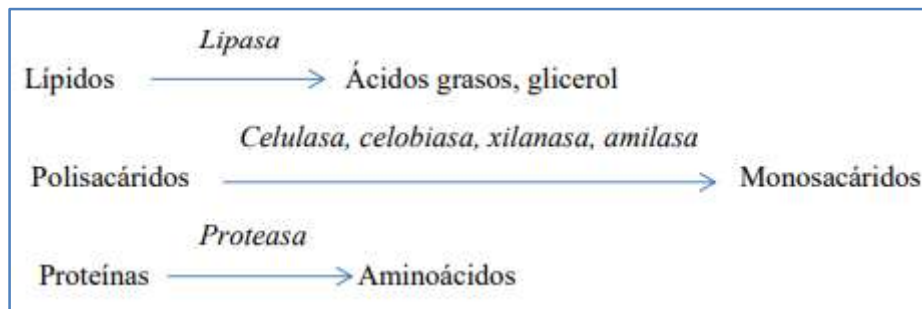 Lipasa
Lípidos Ácidos grasos, glicerol
Celulasa, celobiasa, xilanasa, amilasa
Polisacáridos Monosacáridos
Proteasa
Proteínas Aminoácidos